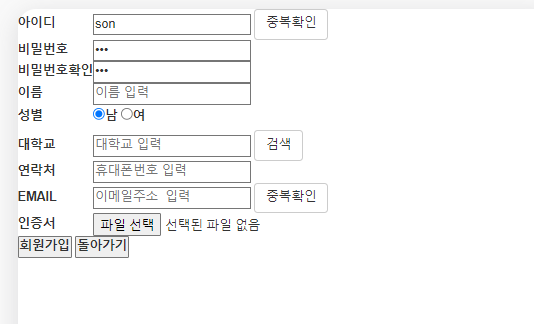 아이디 son 중복확인
비밀번호 •••
비밀번호확인 •••
이름 이름 입력
성별 남 여
대학교 대학교 입력 검색
연락처 휴대폰번호 입력
EMAIL 이메일주소 입력 중복확인
인증서 파일 선택 선택된 파일 없음
회원가입 돌아가기